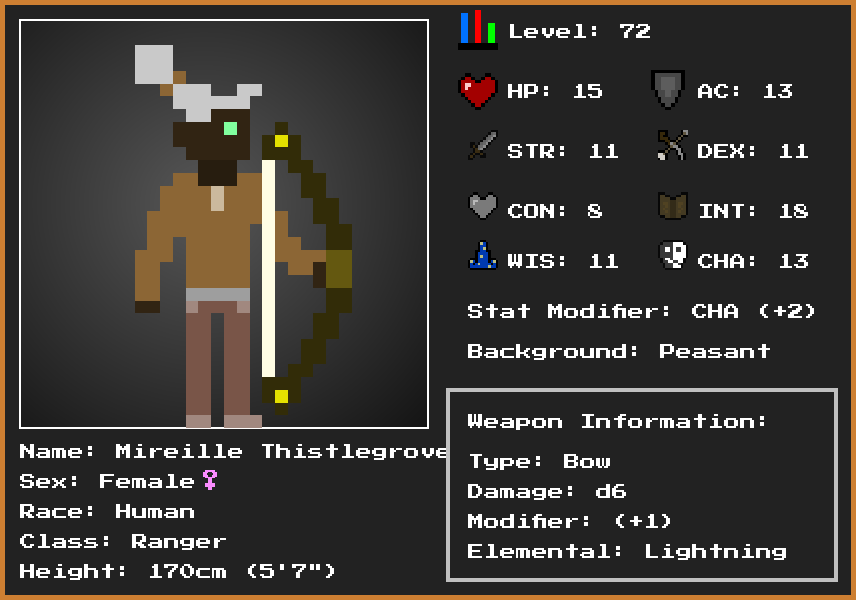 Level: 72
HP: 15
AC: 13
STR: 11
DEX: 11
CON: 8
INT: 18
WIS: 11
CHA: 13
Stat Modifier: CHA (+2)
Background: Peasant
Name: Mireille Thistlegrove
Sex: Female♀
Race: Human
Class: Ranger
Height: 170cm (5'7")
Weapon Information:
Type: Bow
Damage: d6
Modifier: (+1)
Elemental: Lightning